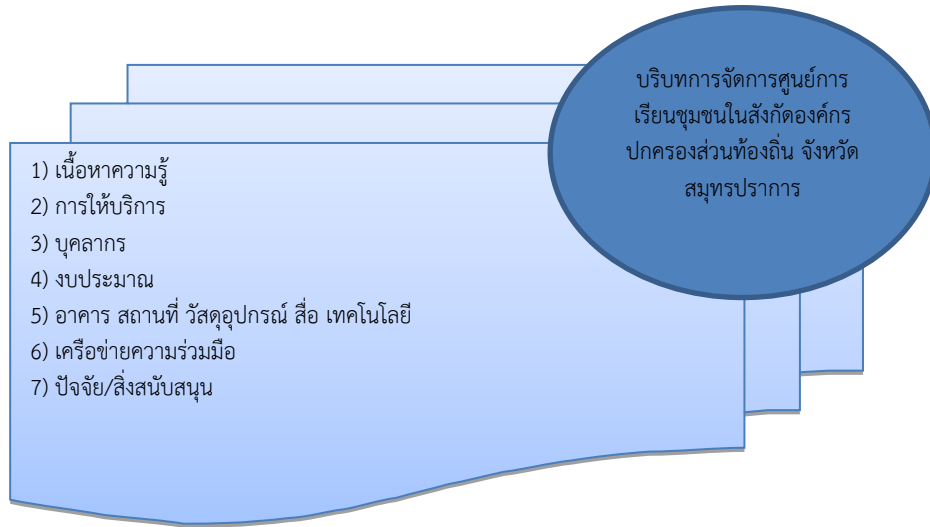 บริบทการจัดการศูนย์การ
เรียนชุมชนในสังกัดองค์กร
ปกครองส่วนท้องถิ่น จังหวัด
สมุทรปราการ
1) เนื้อหาความรู้
2) การให้บริการ
3) บุคลากร
4) งบประมาณ
5) อาคาร สถานที่ วัสดุอุปกรณ์ สื่อ เทคโนโลยี
6) เครือข่ายความร่วมมือ
7) ปัจจัย/สิ่งสนับสนุน